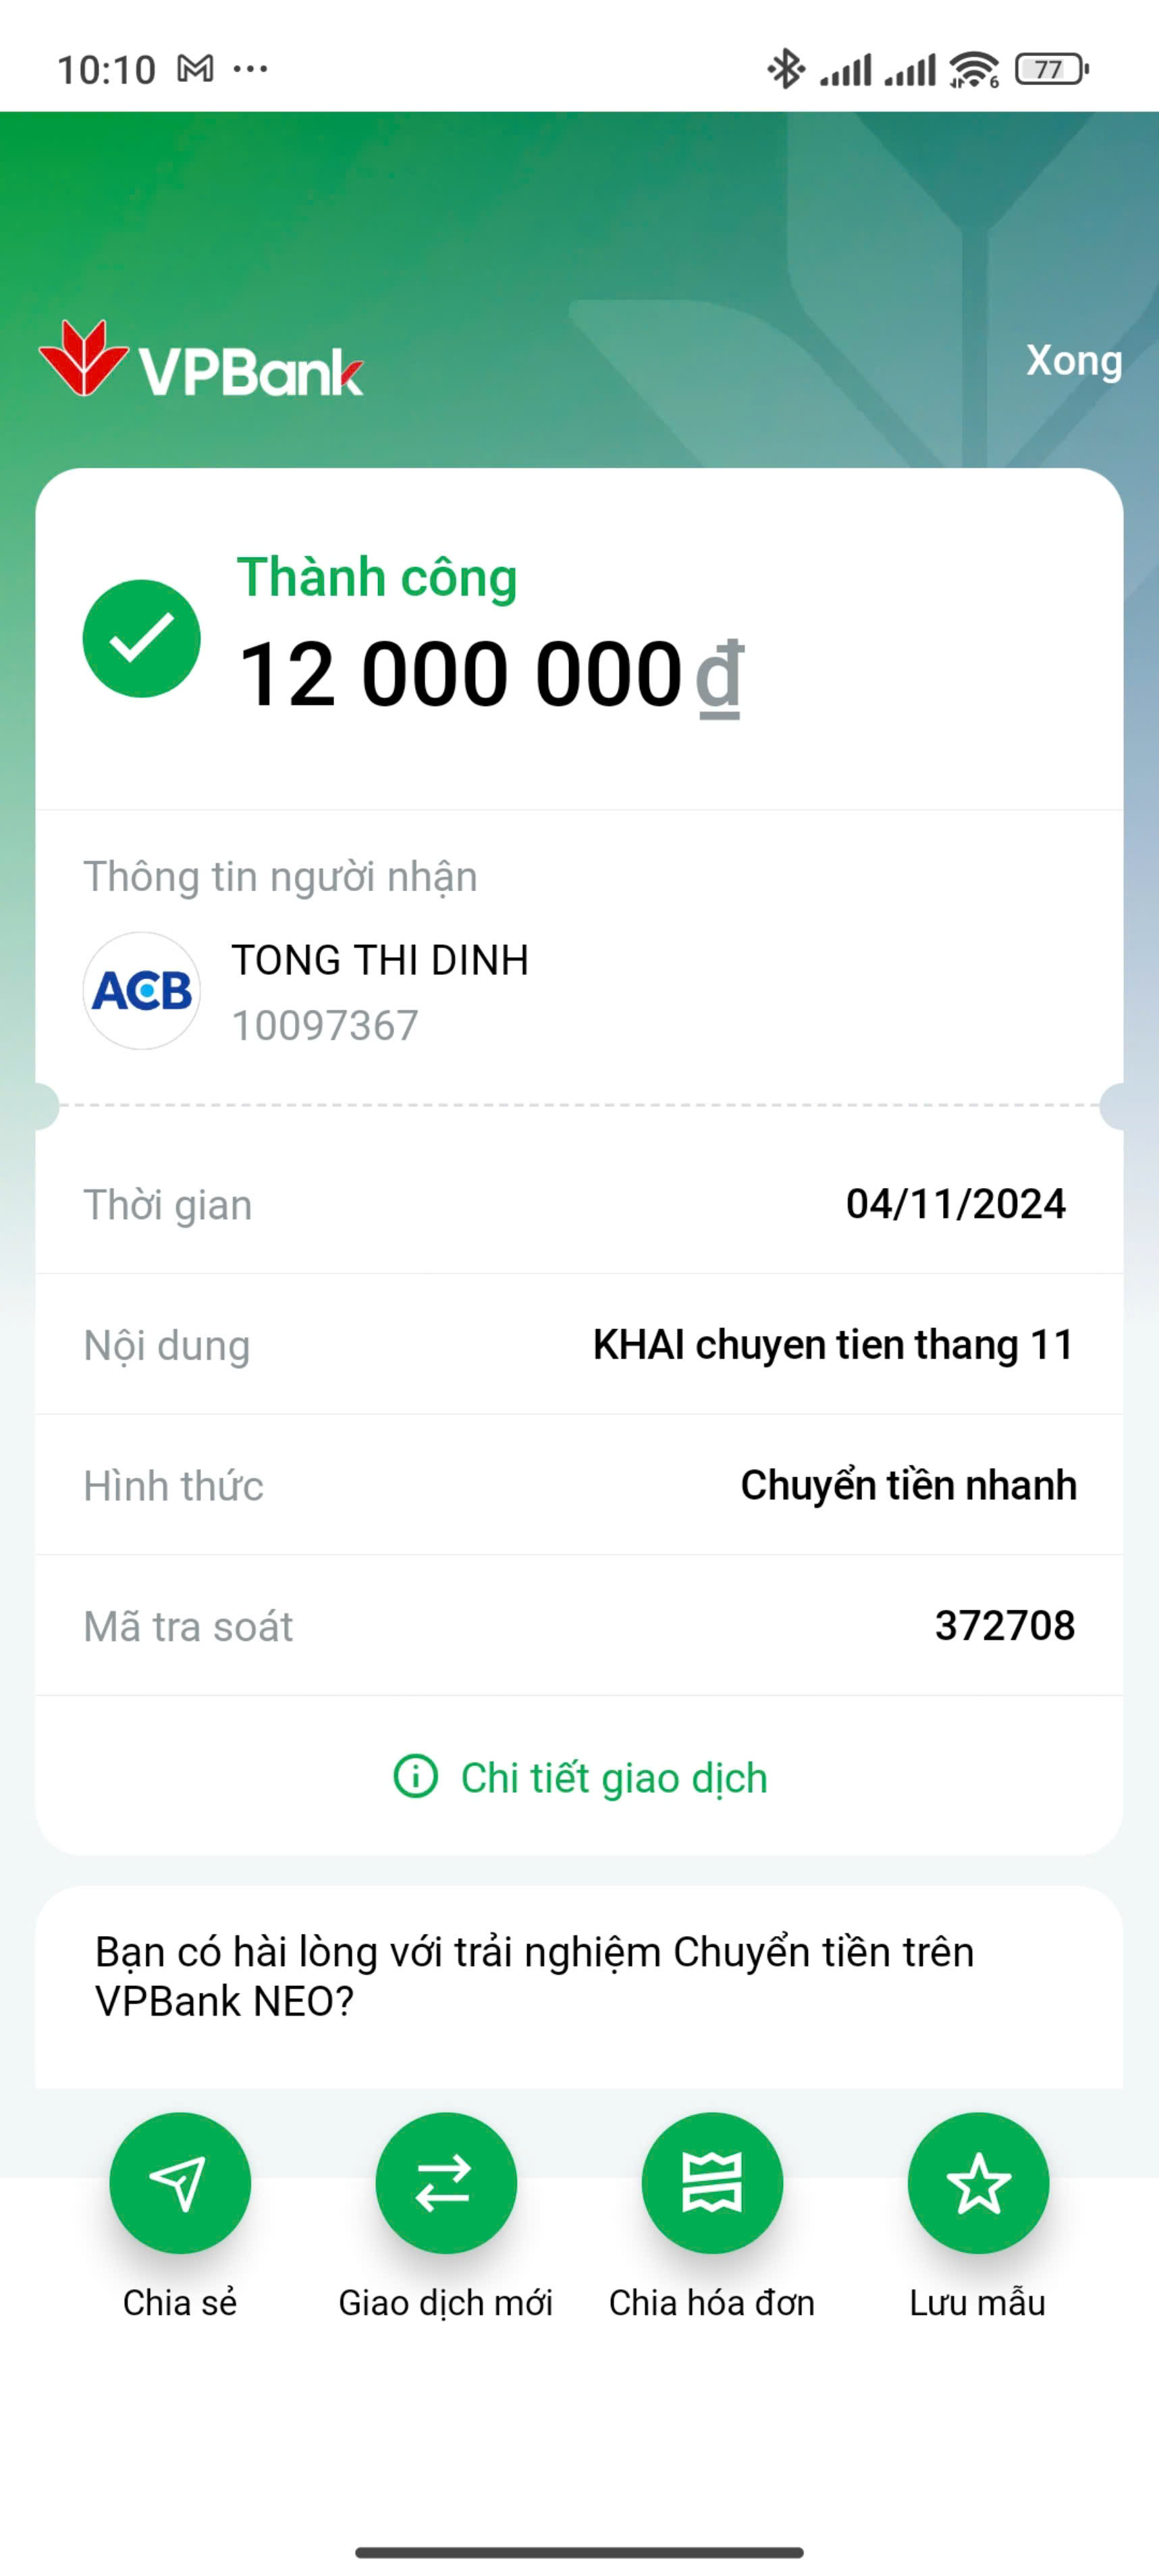 10:10
6
77
VPBank
Xong
Thành công
12 000 000 đ
Thông tin người nhận
ACB
TONG THI DINH
10097367
Thời gian 04/11/2024
Nội dung KHAI chuyen tien thang 11
Hình thức Chuyển tiền nhanh
Mã tra soát 372708
Chi tiết giao dịch
Bạn có hài lòng với trải nghiệm Chuyển tiền trên
VPBank NEO?
Chia sẻ Giao dịch mới Chia hóa đơn Lưu mẫu